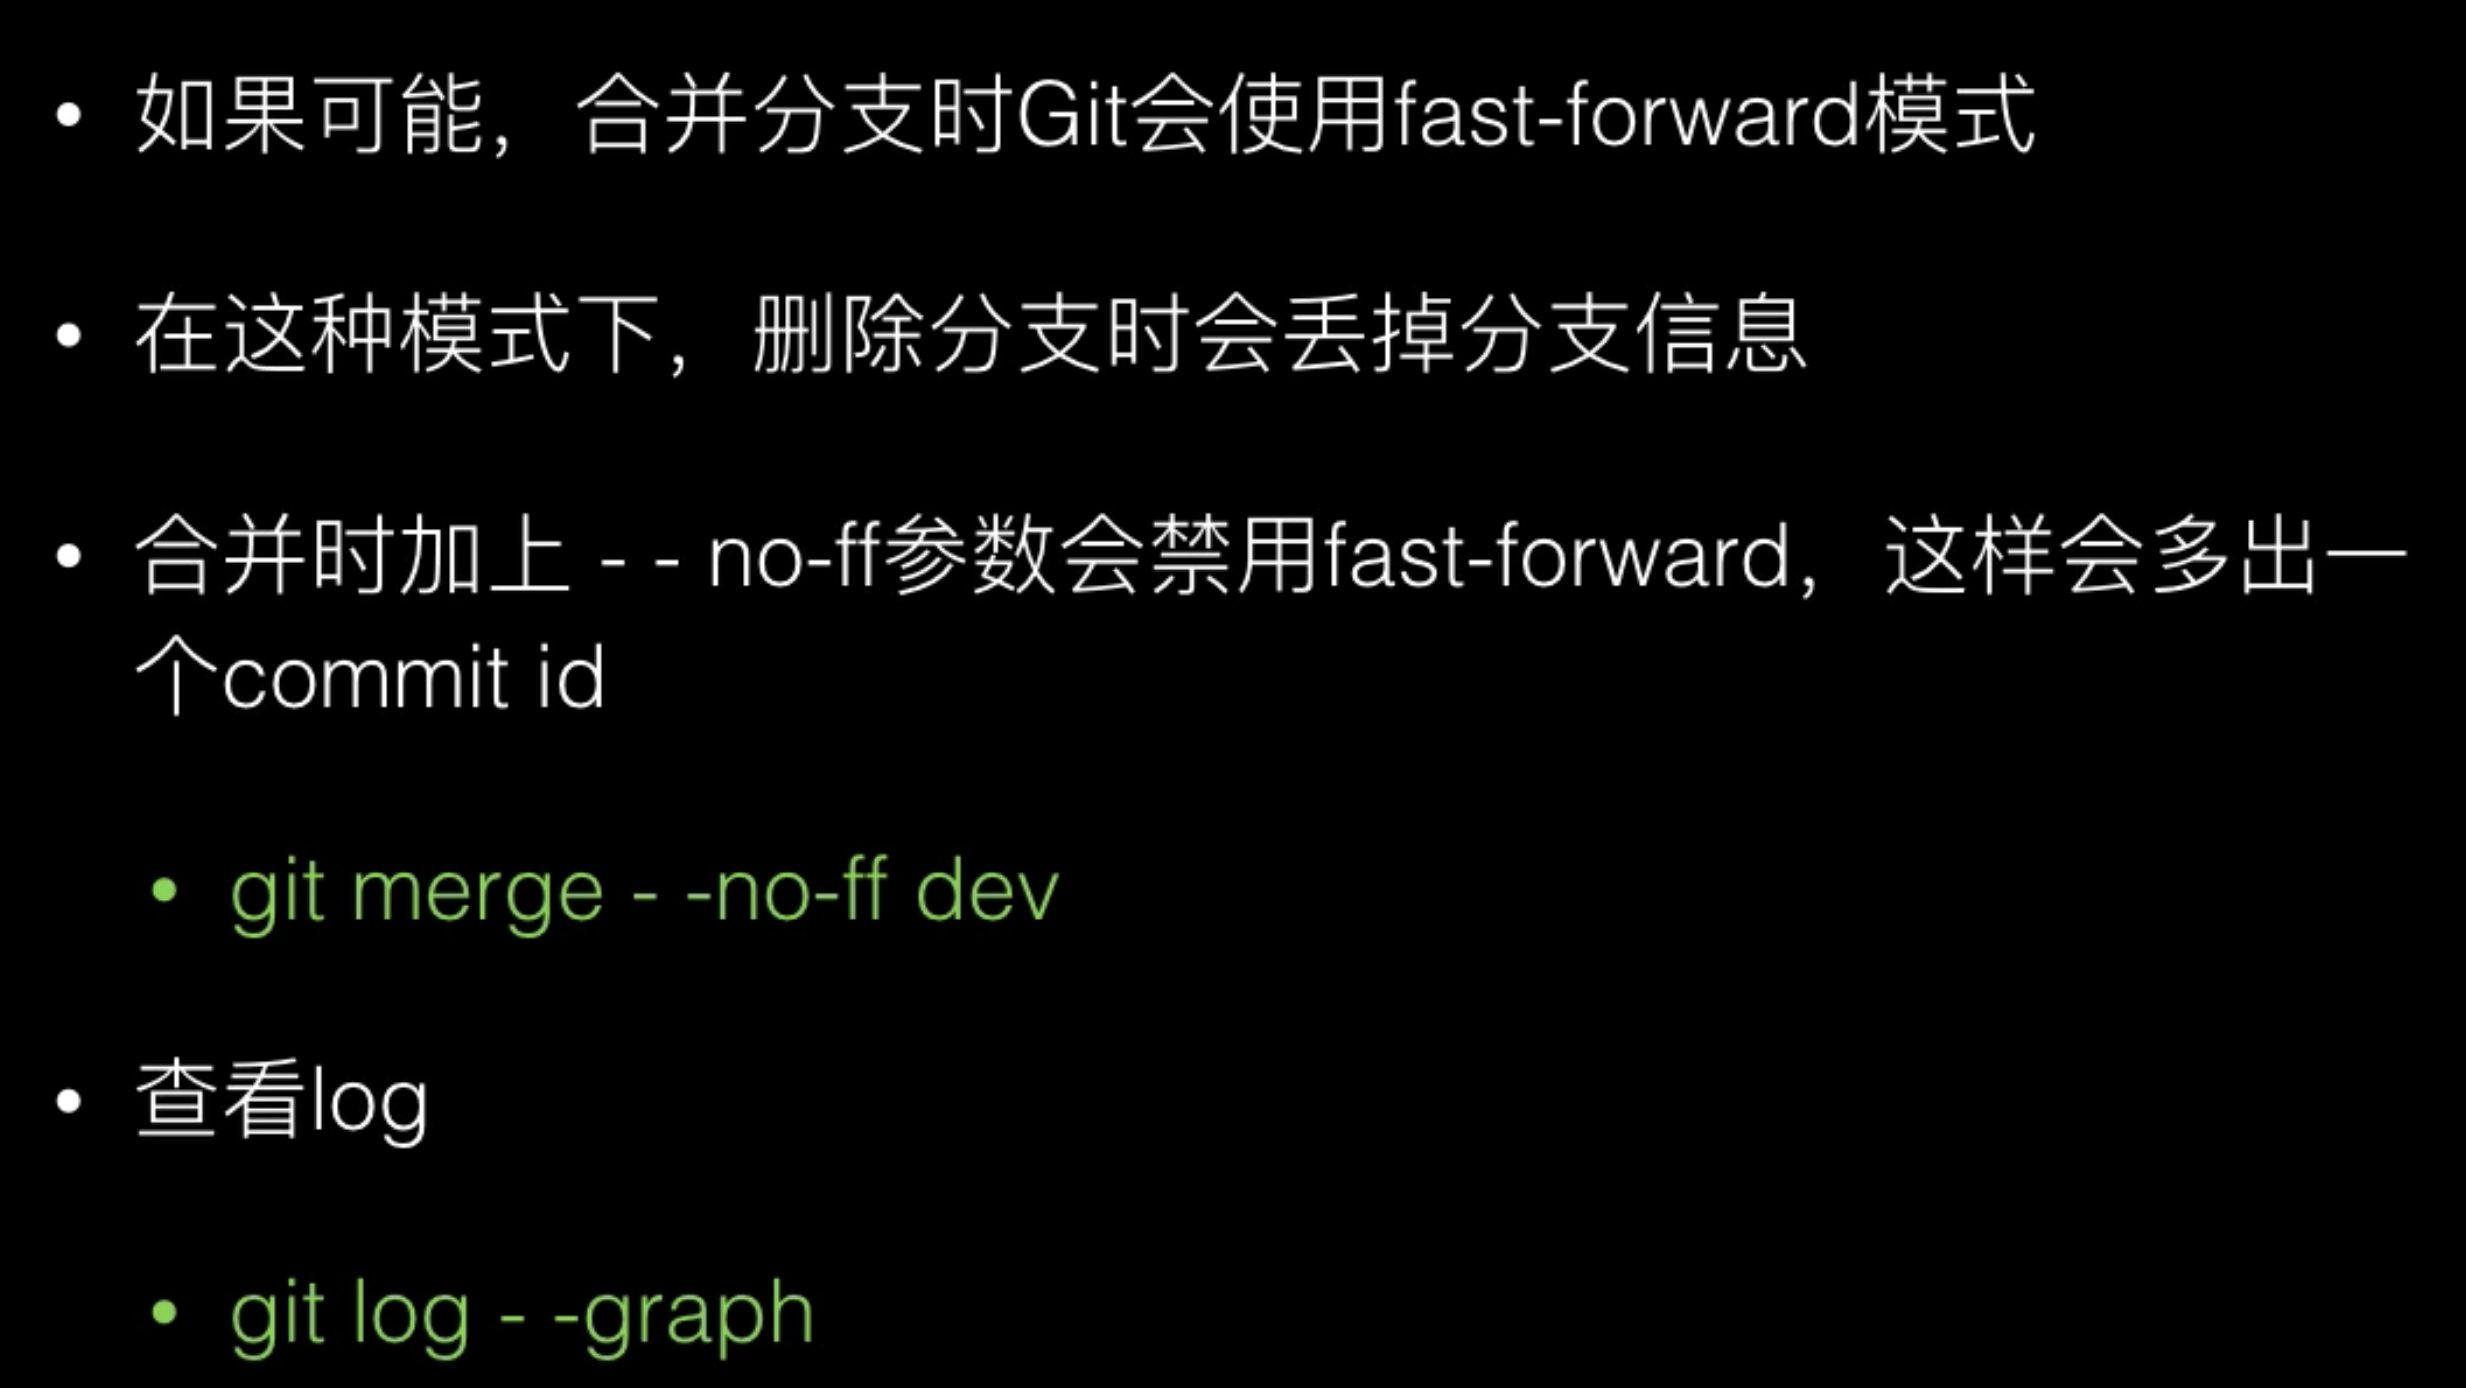 • 如果可能，合并分支时Git会使用fast-forward模式
• 在这种模式下，删除分支时会丢掉分支信息
• 合并时加上 - - no-ff参数会禁用fast-forward，这样会多出一
个commit id
• git merge - -no-ff dev
• 查看log
• git log - -graph